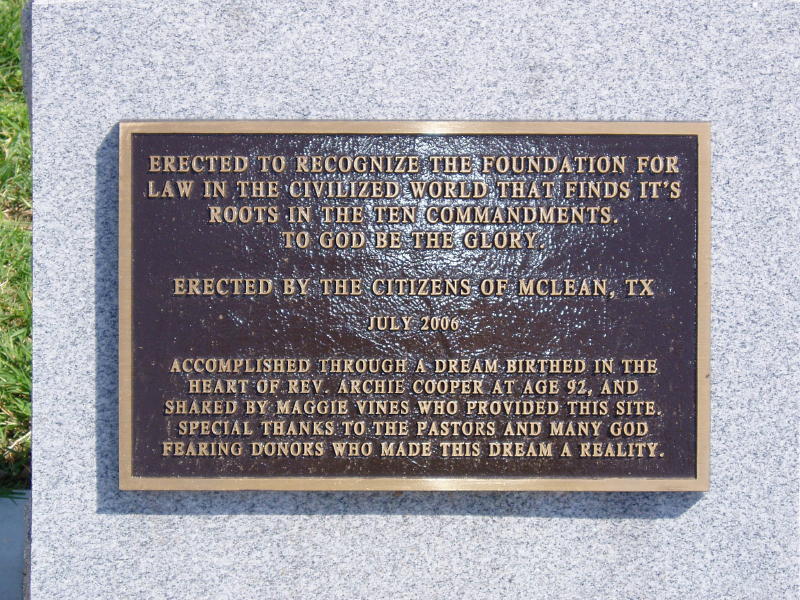 ERECTED TO RECOGNIZE THE FOUNDATION FOR
LAW IN THE CIVILIZED WORLD THAT FINDS IT'S
ROOTS IN THE TEN COMMANDMENTS.
TO GOD BE THE GLORY.
ERECTED BY THE CITIZENS OF MCLEAN, TX
JULY 2006
ACCOMPLISHED THROUGH A DREAM BIRTHED IN THE
HEART OF REV. ARCHIE COOPER AT AGE 92, AND
SHARED BY MAGGIE VINES WHO PROVIDED THIS SITE.
SPECIAL THANKS TO THE PASTORS AND MANY GOD
FEARING DONORS WHO MADE THIS DREAM A REALITY.